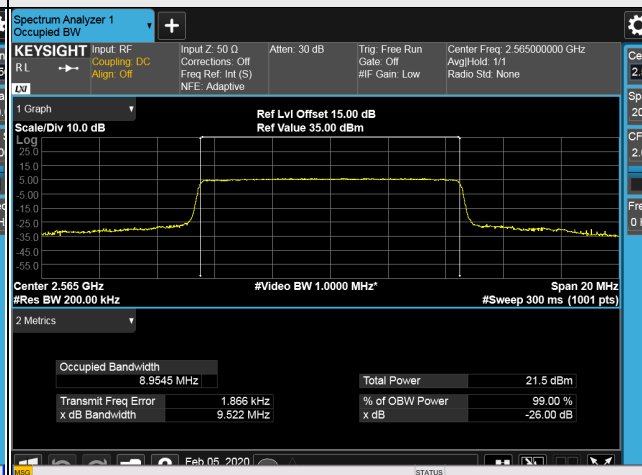 Spectrum Analyzer 1
Occupied BW
KEYSIGHT
RL
LXI
Input: RF
Coupling: DC
Align: Off
Input Z: 50 Ω
Corrections: Off
Freq Ref: Int (S)
NFE: Adaptive
Atten: 30 dB
Trig: Free Run
Gate: Off
#IF Gain: Low
Center Freq: 2.565000000 GHz
Avg|Hold: 1/1
Radio Std: None
1 Graph
Scale/Div 10.0 dB
Ref Lvl Offset 15.00 dB
Ref Value 35.00 dBm
Log
25.0
15.0
5.00
-5.00
-15.0
-25.0
-35.0
-45.0
-55.0
Center 2.565 GHz
#Res BW 200.00 kHz
#Video BW 1.0000 MHz*
Span 20 MHz
#Sweep 300 ms (1001 pts)
2 Metrics
Occupied Bandwidth
8.9545 MHz
Total Power 21.5 dBm
Transmit Freq Error 1.866 kHz
% of OBW Power 99.00 %
x dB Bandwidth 9.522 MHz
x dB -26.00 dB
Feb 05, 2020
MSG
STATUS